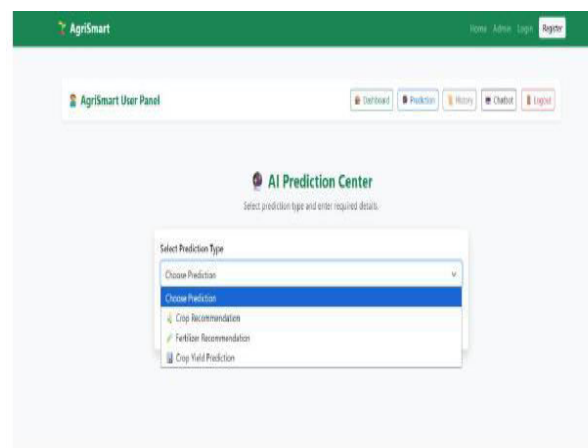 AgriSmart
Home Admin Login Register
AgriSmart User Panel
Dashboard Prediction History Chatbot Logout
AI Prediction Center
Select prediction type and enter required details.
Select Prediction Type
Choose Prediction
Choose Prediction
Crop Recommendation
Fertilizer Recommendation
Crop Yield Prediction